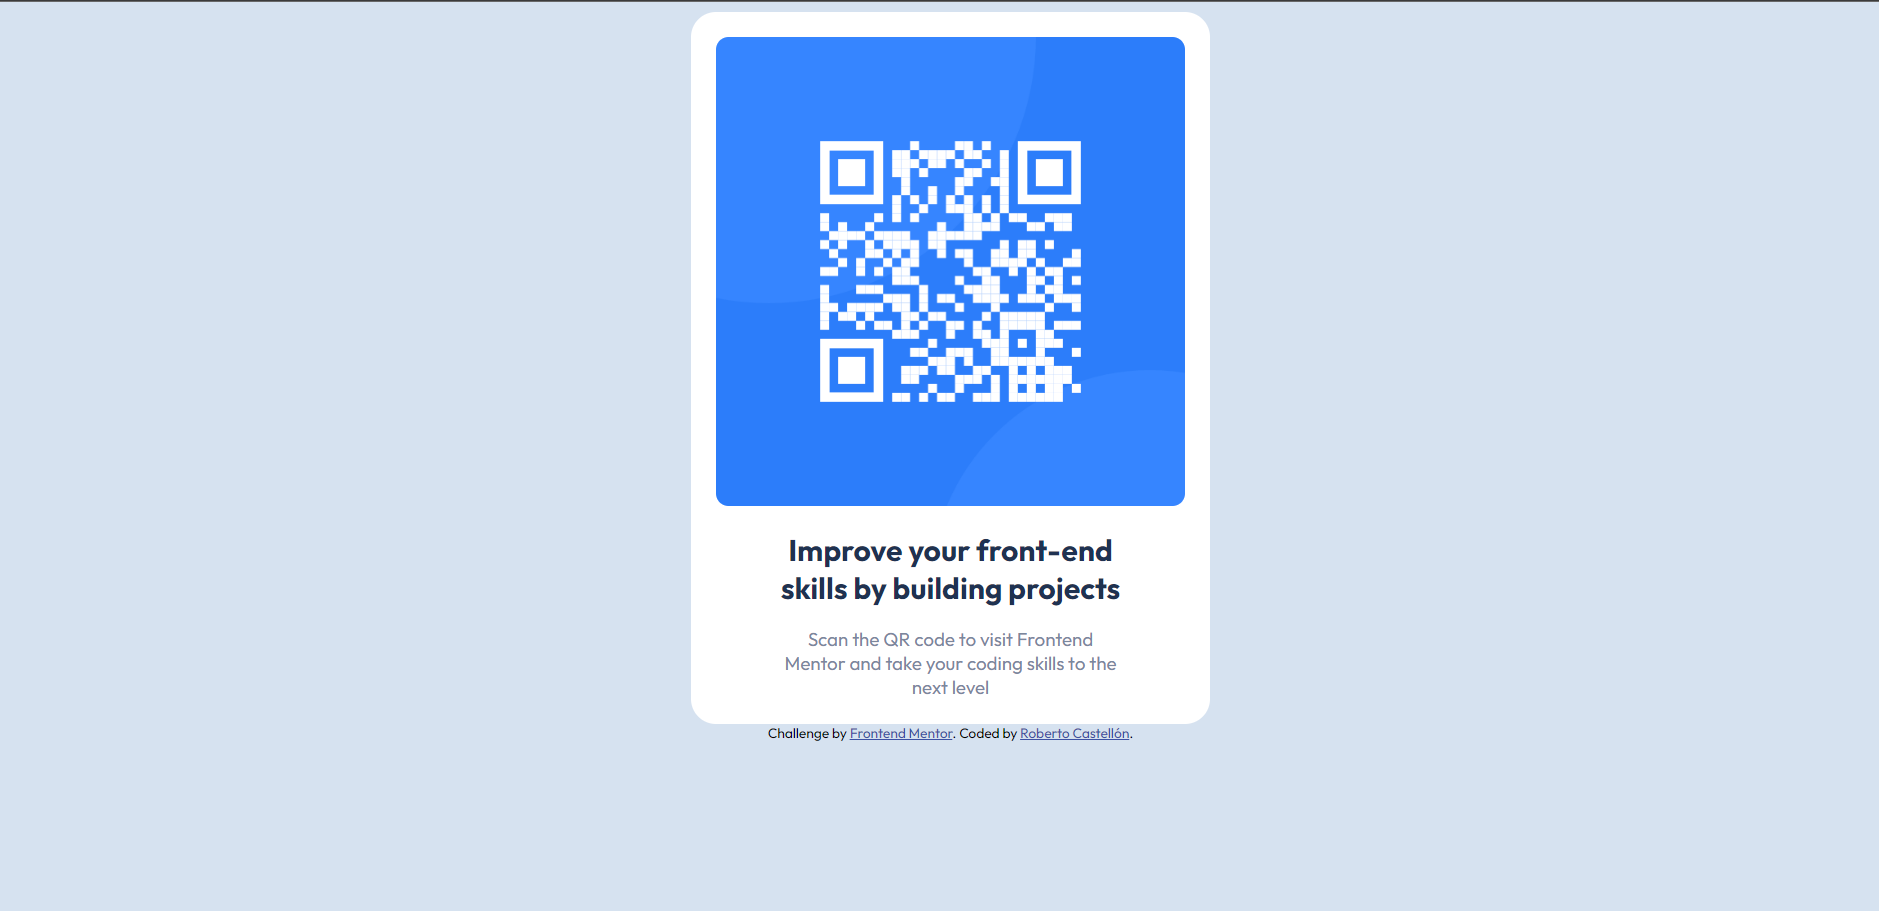 Improve your front-end
skills by building projects
Scan the QR code to visit Frontend
Mentor and take your coding skills to the
next level
Challenge by Frontend Mentor. Coded by Roberto Castellón.